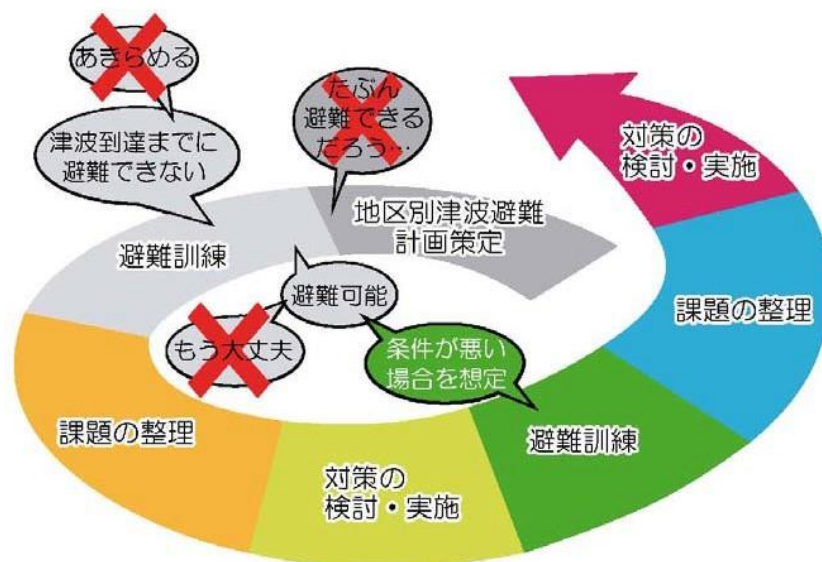 あきらめる
津波到達までに
避難できない
たぶん
避難できる
だろう…
対策の
検討・実施
地区別津波避難
計画策定
避難訓練
避難可能
課題の整理
もう大丈夫
条件が悪い
場合を想定
課題の整理
避難訓練
対策の
検討・実施